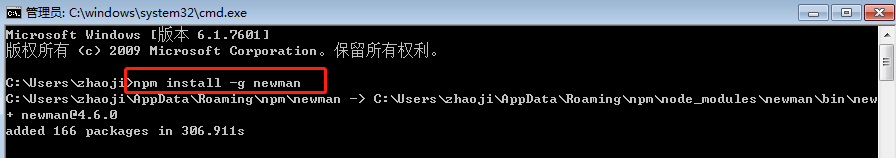 管理员: C:\windows\system32\cmd.exe
Microsoft Windows [版本 6.1.7601]
版权所有 (c) 2009 Microsoft Corporation。保留所有权利。
C:\Users\zhaoji>npm install -g newman
C:\Users\zhaoji\AppData\Roaming\npm\newman -> C:\Users\zhaoji\AppData\Roaming\npm\node_modules\newman\bin\new
+ newman@4.6.0
added 166 packages in 306.911s